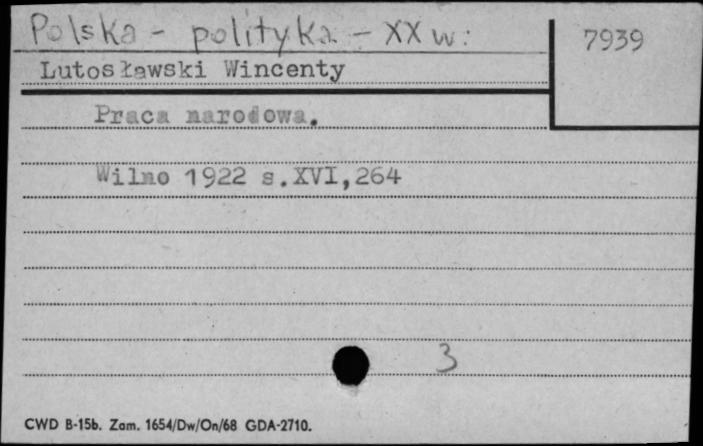 Polska - polityka - XX w:
7939
Lutosławski Wincenty
Praca narodowa.
Wilno 1922 s.XVI,264
3
CWD B-15b. Zam. 1654/Dw/On/68 GDA-2710.